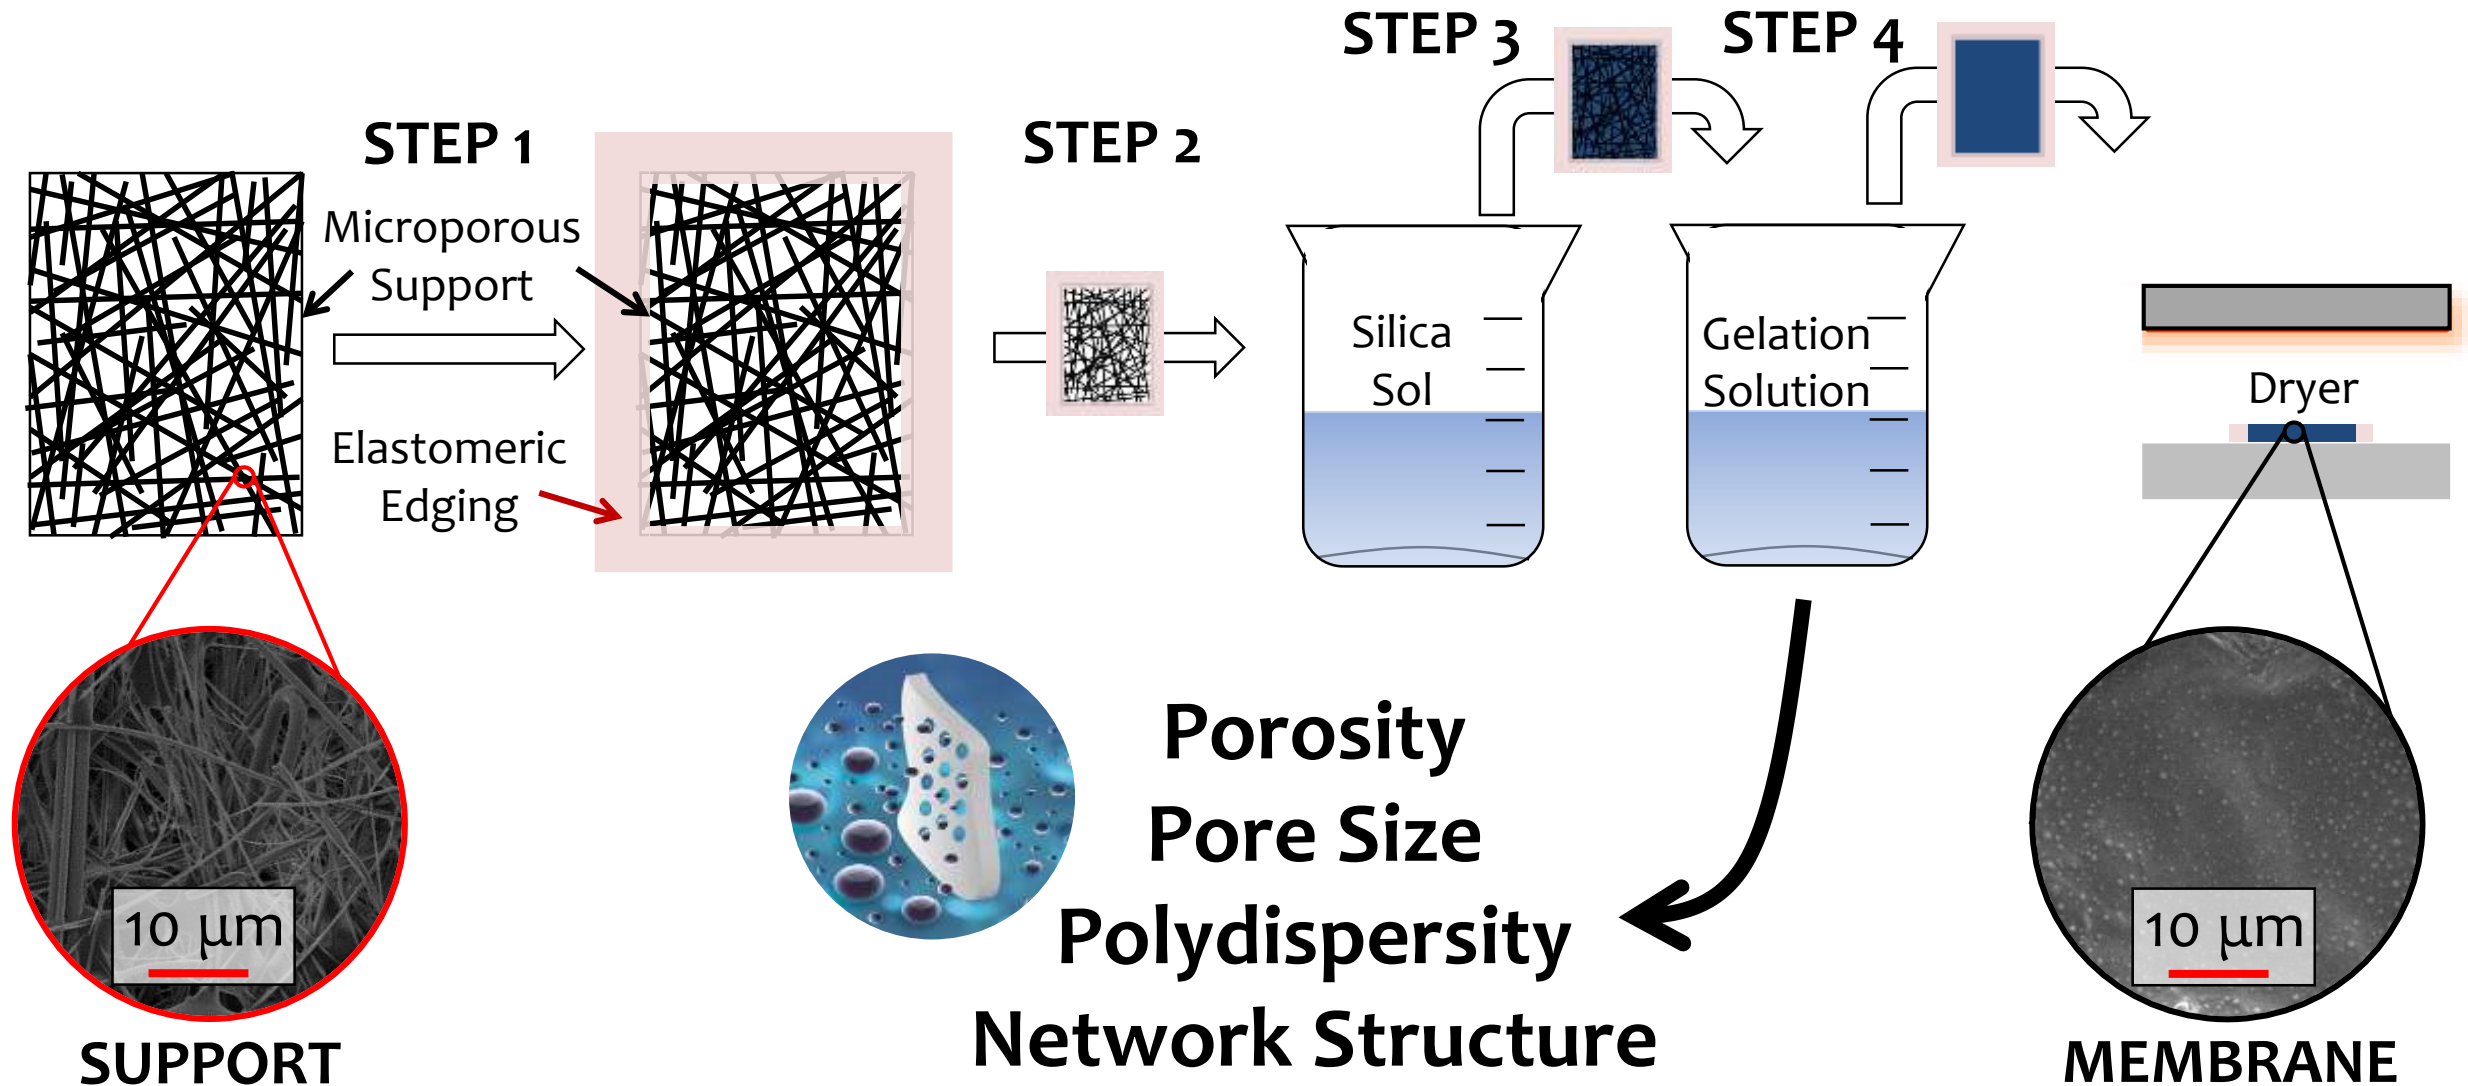 STEP 1
Microporous
Support
Elastomeric
Edging
STEP 2
STEP 3
STEP 4
Silica
Sol
Gelation
Solution
Dryer
10 µm
SUPPORT
Porosity
Pore Size
Polydispersity
Network Structure
10 µm
MEMBRANE